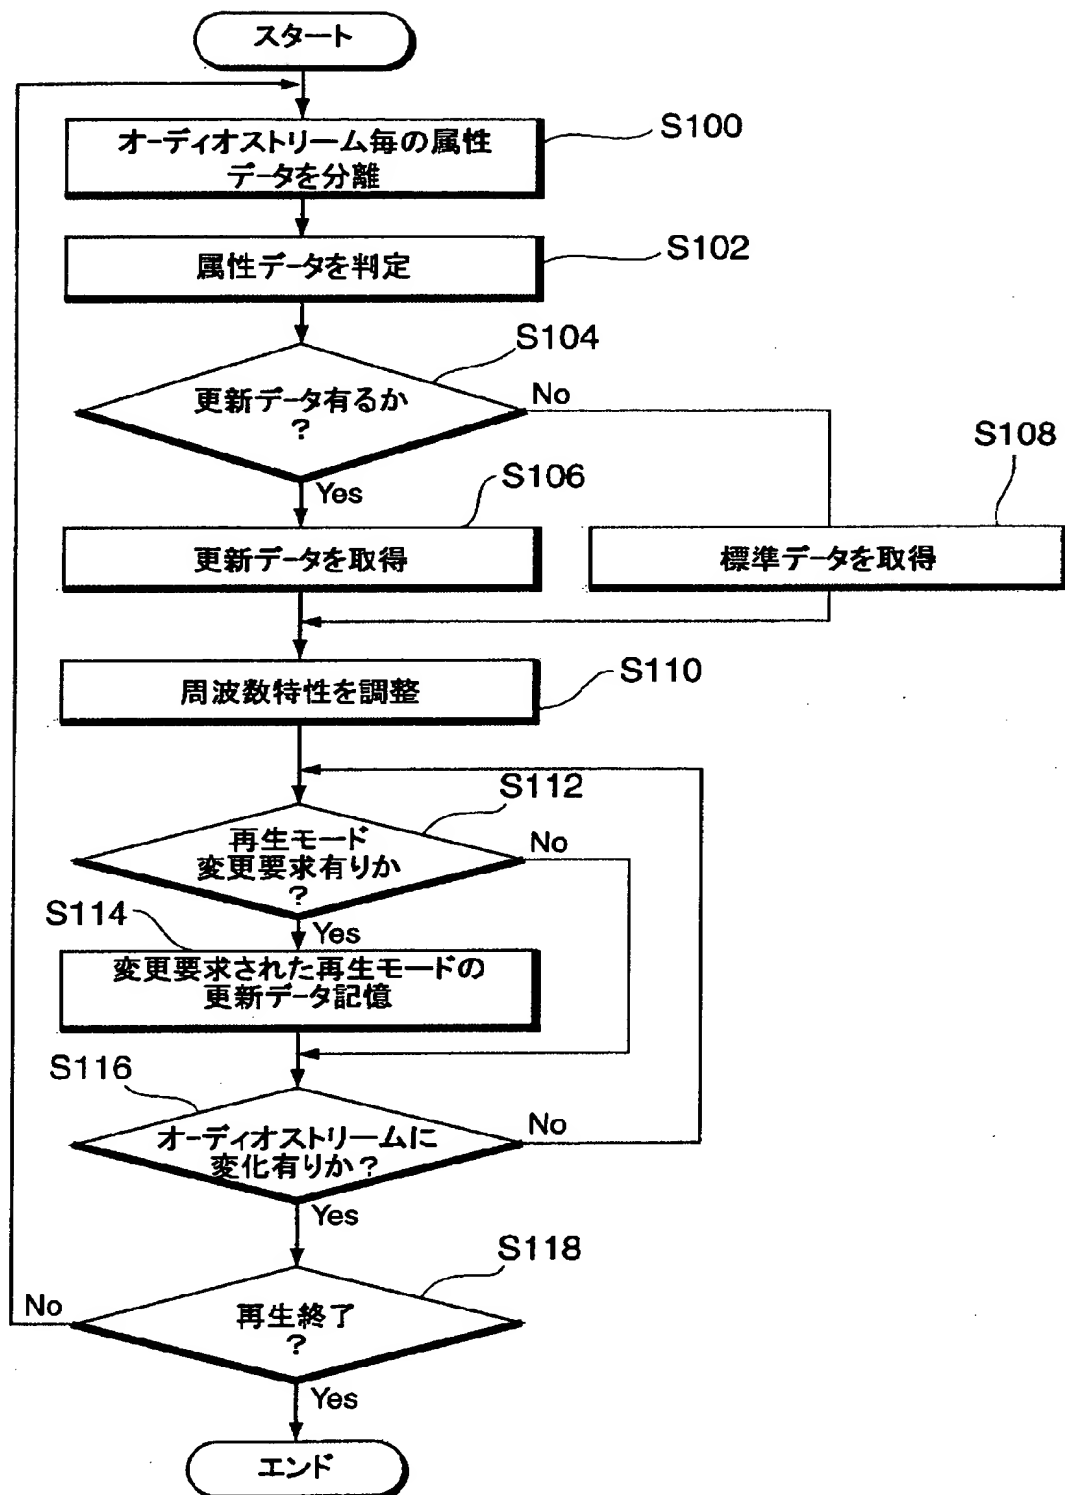 スタート
オーディオストリーム毎の属性
データを分離
S100
属性データを判定
S102
S104
更新データ有るか
?
No
Yes
S106
更新データを取得
S108
標準データを取得
周波数特性を調整
S110
S112
再生モード
変更要求有りか
?
No
Yes
S114
変更要求された再生モードの
更新データ記憶
S116
オーディオストリームに
変化有りか?
No
Yes
S118
再生終了
?
No
Yes
エンド